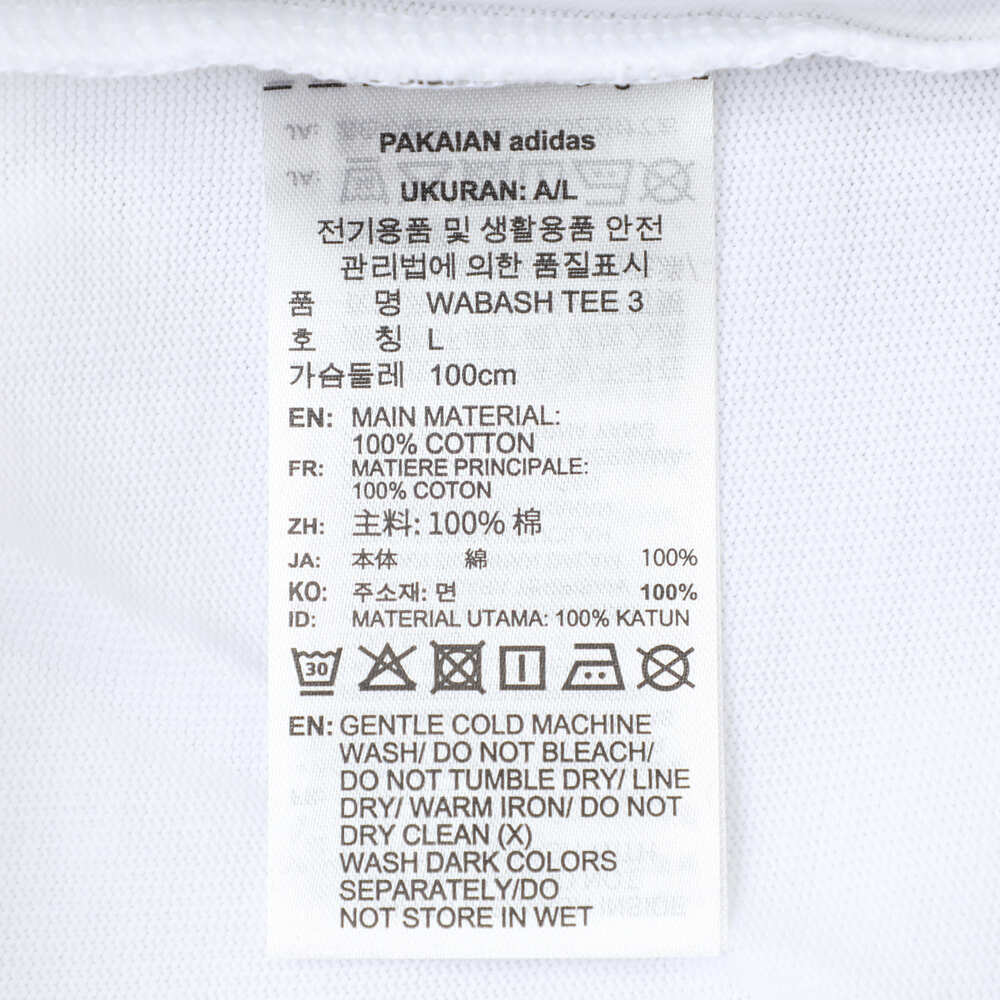 PAKAIAN adidas
UKURAN: A/L
전기용품 및 생활용품 안전
관리법에 의한 품질표시
품 명 WABASH TEE 3
호 칭 L
가슴둘레 100cm
EN: MAIN MATERIAL:
100% COTTON
FR: MATIERE PRINCIPALE:
100% COTON
ZH: 主料: 100% 棉
JA: 本体 綿 100%
KO: 주소재: 면 100%
ID: MATERIAL UTAMA: 100% KATUN
30
EN: GENTLE COLD MACHINE
WASH/ DO NOT BLEACH/
DO NOT TUMBLE DRY/ LINE
DRY/ WARM IRON/ DO NOT
DRY CLEAN (X)
WASH DARK COLORS
SEPARATELY/DO
NOT STORE IN WET